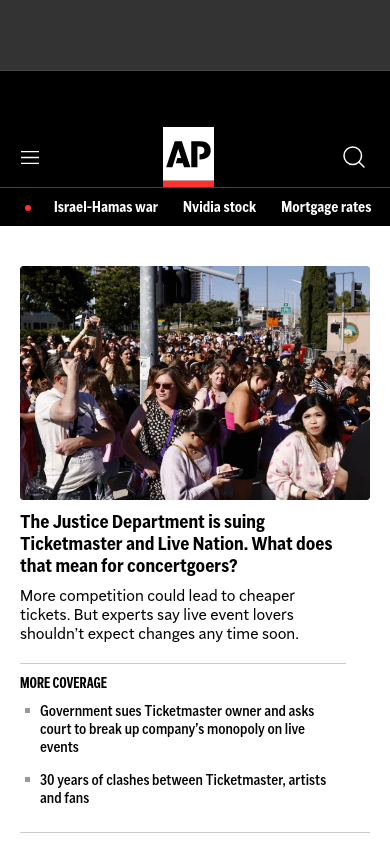 AP
Israel-Hamas war Nvidia stock Mortgage rates
The Justice Department is suing
Ticketmaster and Live Nation. What does
that mean for concertgoers?
More competition could lead to cheaper
tickets. But experts say live event lovers
shouldn’t expect changes any time soon.
MORE COVERAGE
Government sues Ticketmaster owner and asks
court to break up company’s monopoly on live
events
30 years of clashes between Ticketmaster, artists
and fans